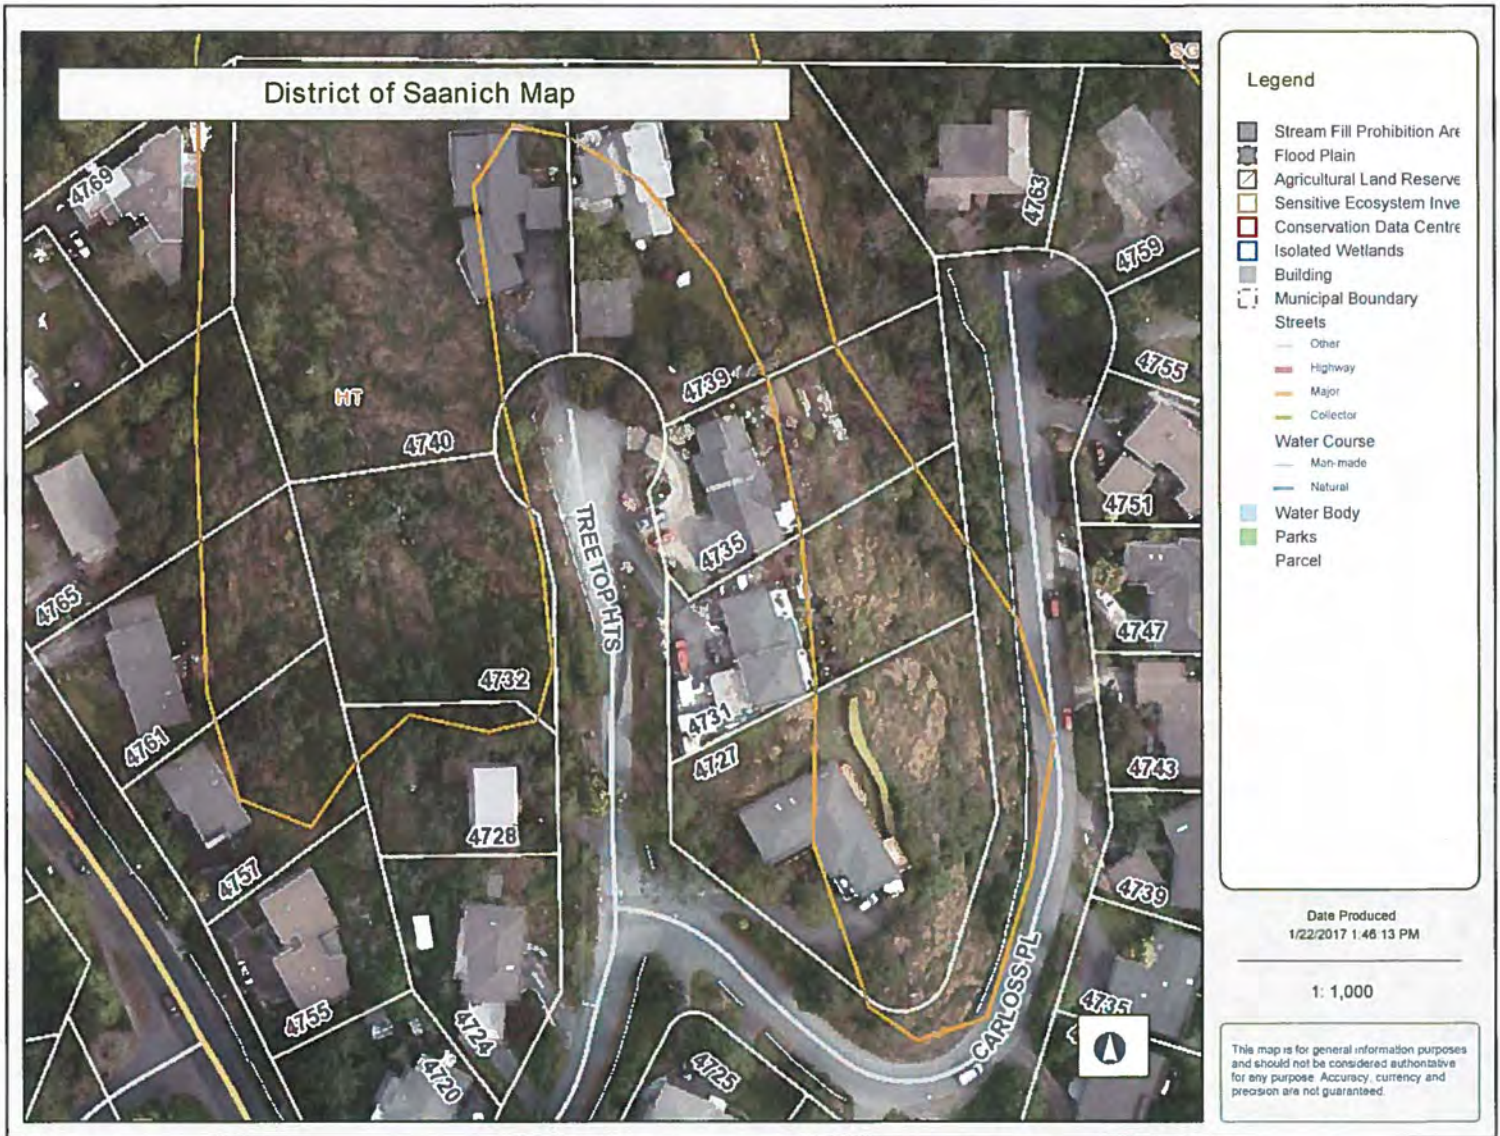 District of Saanich Map
SG
4769
4763
4759
4755
4739
HT
4740
4751
TREETOP HTS
4735
4765
4747
4732
4731
4761
4727
4743
4728
4757
4739
CARLOSS PL
4735
4755
4724
4725
4720
Legend
Stream Fill Prohibition Are
Flood Plain
Agricultural Land Reserve
Sensitive Ecosystem Inve
Conservation Data Centre
Isolated Wetlands
Building
Municipal Boundary
Streets
Other
Highway
Major
Collector
Water Course
Man-made
Natural
Water Body
Parks
Parcel
Date Produced
1/22/2017 1:46:13 PM
1: 1,000
This map is for general information purposes
and should not be considered authoritative
for any purpose. Accuracy, currency and
precision are not guaranteed.